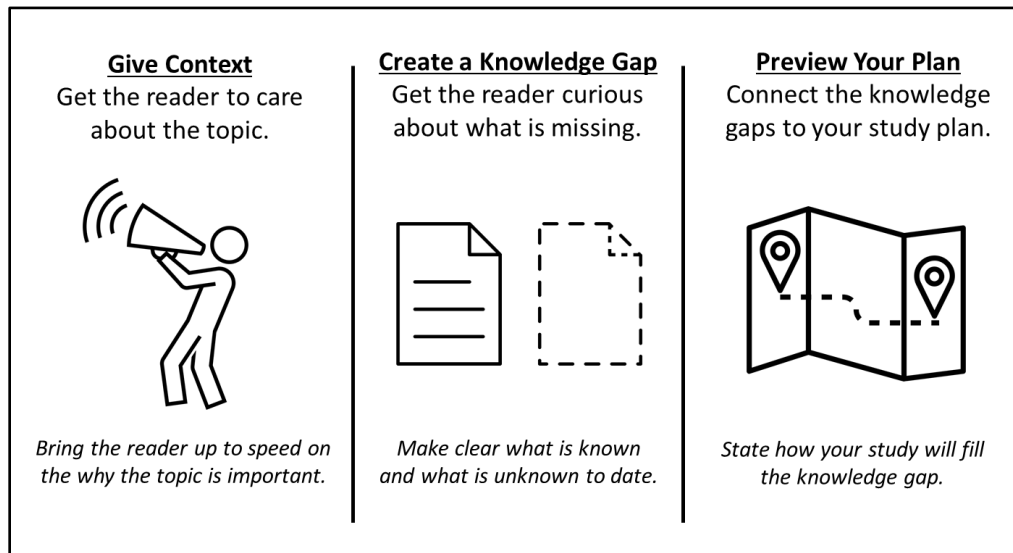 Give Context
Get the reader to care
about the topic.
Bring the reader up to speed on
the why the topic is important.
Create a Knowledge Gap
Get the reader curious
about what is missing.
Make clear what is known
and what is unknown to date.
Preview Your Plan
Connect the knowledge
gaps to your study plan.
State how your study will fill
the knowledge gap.